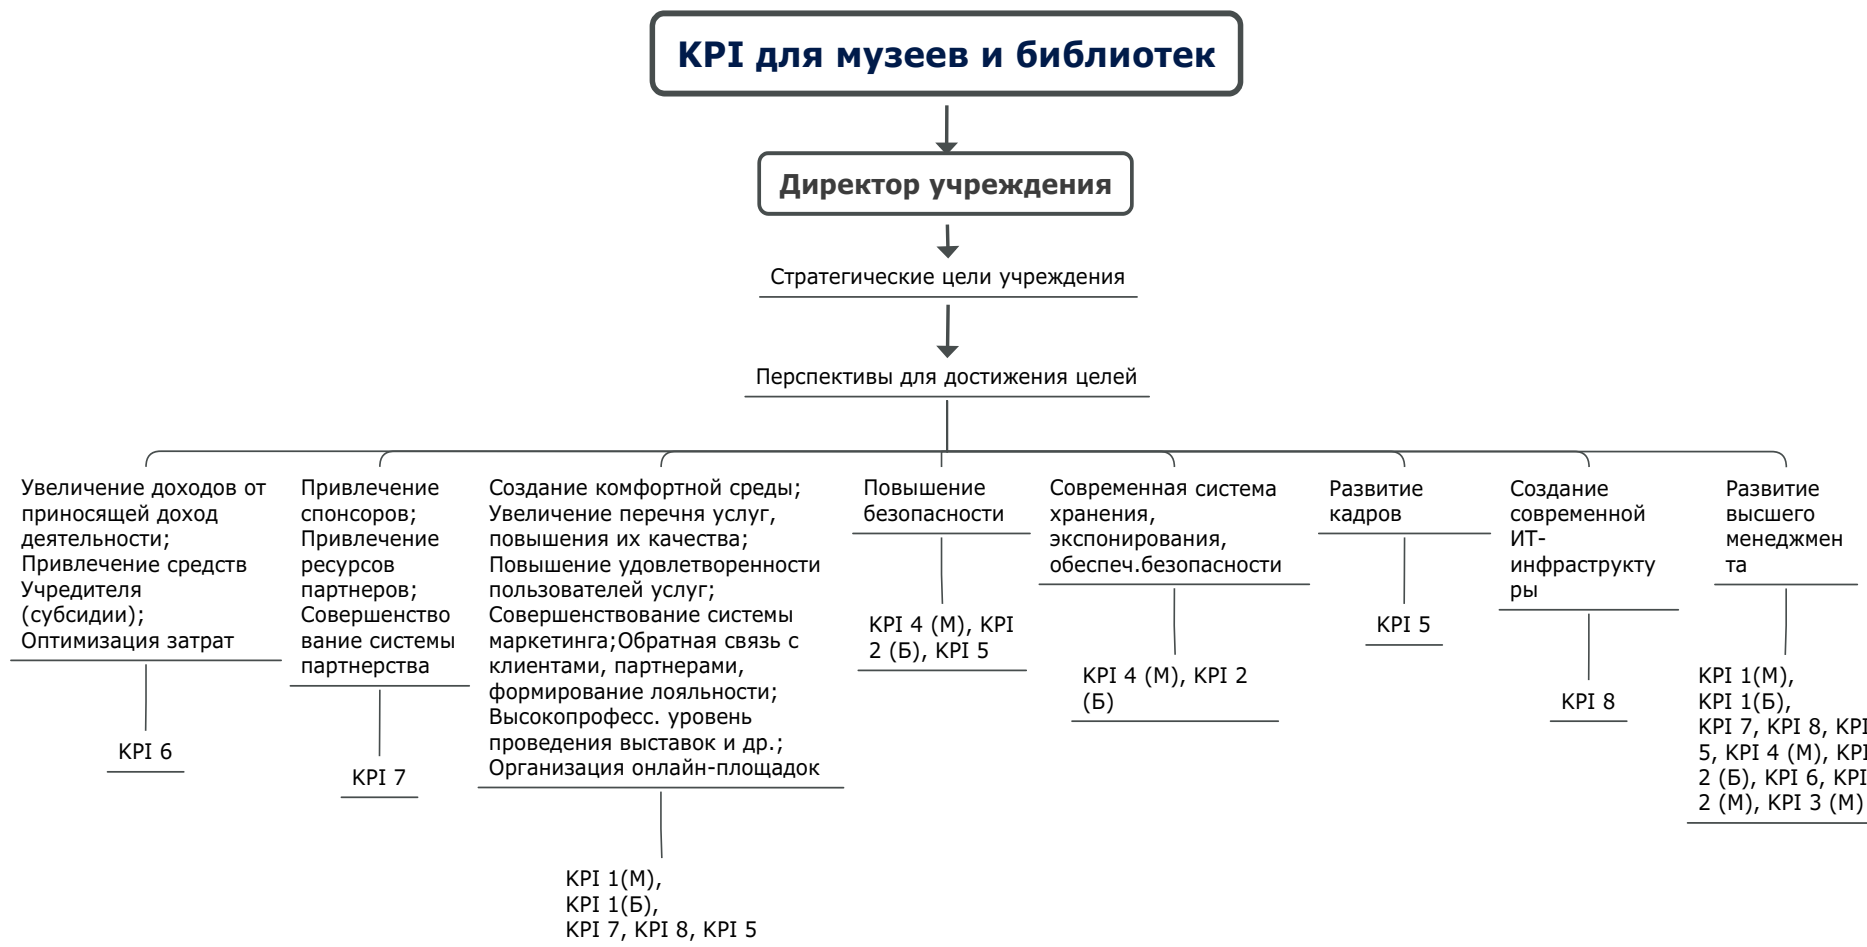 KPI для музеев и библиотек
Директор учреждения
Стратегические цели учреждения
Перспективы для достижения целей
Увеличение доходов от
приносящей доход
деятельности;
Привлечение средств
Учредителя
(субсидии);
Оптимизация затрат
KPI 6
Привлечение
спонсоров;
Привлечение
ресурсов
партнеров;
Совершенство
вание системы
партнерства
KPI 7
Создание комфортной среды;
Увеличение перечня услуг,
повышения их качества;
Повышение удовлетворенности
пользователей услуг;
Совершенствование системы
маркетинга;Обратная связь с
клиентами, партнерами,
формирование лояльности;
Высокопрофесс. уровень
проведения выставок и др.;
Организация онлайн-площадок
KPI 1(М),
KPI 1(Б),
KPI 7, KPI 8, KPI 5
Повышение
безопасности
KPI 4 (М), KPI
2 (Б), KPI 5
Современная система
хранения,
экспонирования,
обеспеч.безопасности
KPI 4 (М), KPI 2
(Б)
Развитие
кадров
KPI 5
Создание
современной
ИТ-
инфраструкту
ры
KPI 8
Развитие
высшего
менеджмен
та
KPI 1(М),
KPI 1(Б),
KPI 7, KPI 8, KPI
5, KPI 4 (М), KPI
2 (Б), KPI 6, KPI
2 (М), KPI 3 (М)